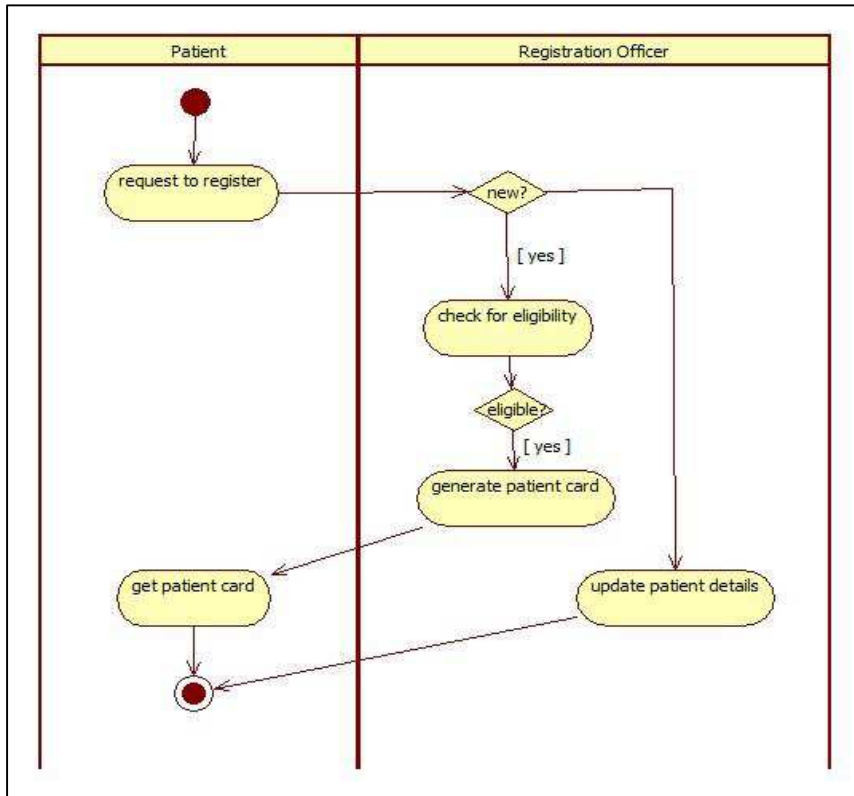 Patient
Registration Officer
request to register
new?
[ yes ]
check for eligibility
eligible?
[ yes ]
generate patient card
get patient card
update patient details